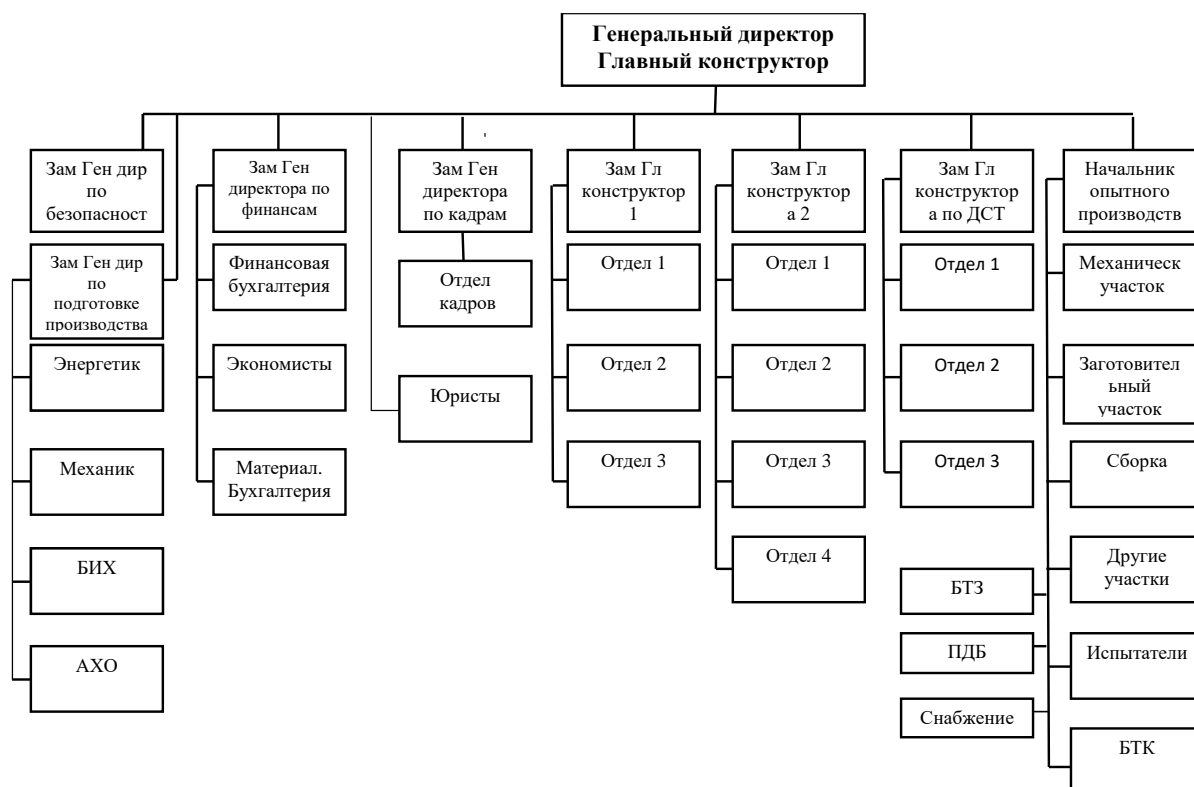 Генеральный директор
Главный конструктор
Зам Ген дир
по
безопасност
Зам Ген
директора по
финансам
Зам Ген
директора
по кадрам
Зам Гл
конструктор
1
Зам Гл
конструктор
а 2
Зам Гл
конструктор
а по ДСТ
Начальник
опытного
производств
Зам Ген дир
по
подготовке
производства
Финансовая
бухгалтерия
Отдел
кадров
Отдел 1
Отдел 1
Отдел 1
Механическ
участок
Энергетик
Экономисты
Юристы
Отдел 2
Отдел 2
Отдел 2
Заготовител
ьный
участок
Механик
Материал.
Бухгалтерия
Отдел 3
Отдел 3
Отдел 3
Сборка
БИХ
Отдел 4
БТЗ
Другие
участки
АХО
ПДБ
Испытатели
Снабжение
БТК